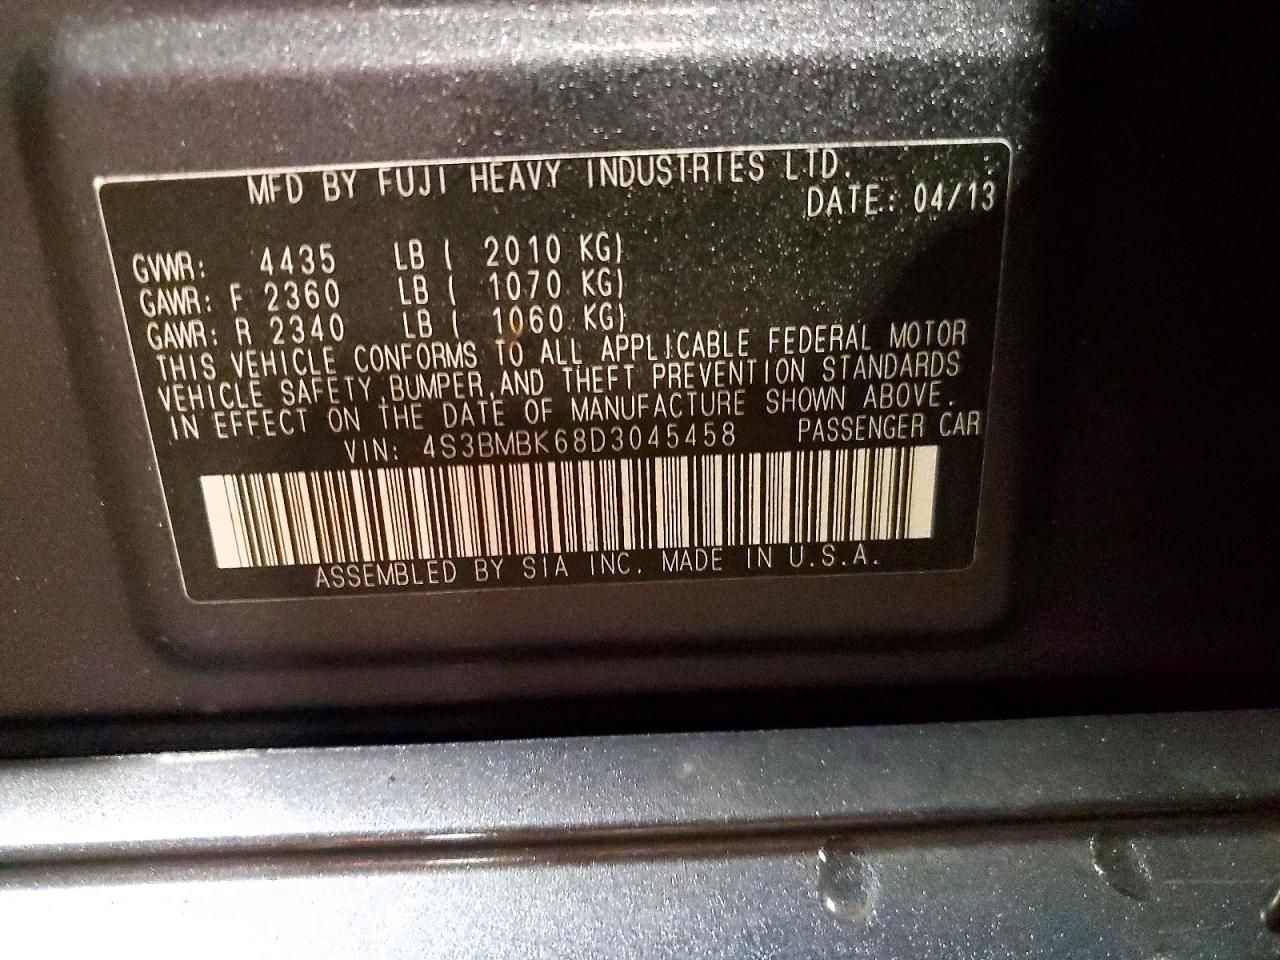 MFD BY FUJI HEAVY INDUSTRIES LTD.
DATE: 04/13
GVWR: 4435 LB ( 2010 KG)
GAWR: F 2360 LB ( 1070 KG)
GAWR: R 2340 LB ( 1060 KG)
THIS VEHICLE CONFORMS TO ALL APPLICABLE FEDERAL MOTOR
VEHICLE SAFETY,BUMPER,AND THEFT PREVENTION STANDARDS
IN EFFECT ON THE DATE OF MANUFACTURE SHOWN ABOVE.
VIN: 4S3BMBK68D3045458 PASSENGER CAR
ASSEMBLED BY SIA INC. MADE IN U.S.A.